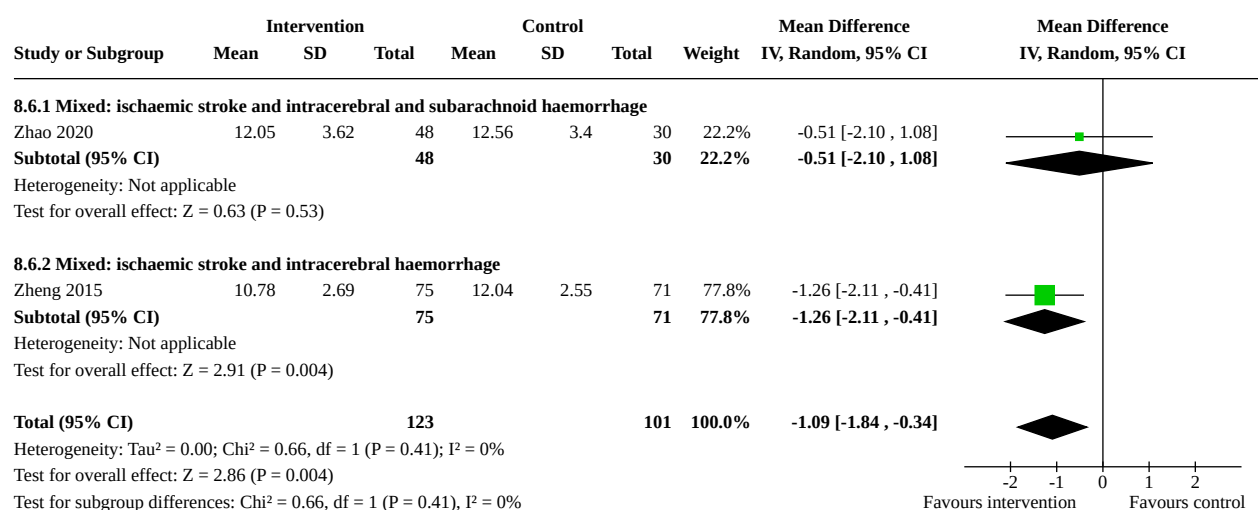 Intervention Control Mean Difference Mean Difference
Study or Subgroup Mean SD Total Mean SD Total Weight IV, Random, 95% CI IV, Random, 95% CI
8.6.1 Mixed: ischaemic stroke and intracerebral and subarachnoid haemorrhage
Zhao 2020 12.05 3.62 48 12.56 3.4 30 22.2% -0.51 [-2.10 , 1.08]
Subtotal (95% CI) 48 30 22.2% -0.51 [-2.10 , 1.08]
Heterogeneity: Not applicable
Test for overall effect: Z = 0.63 (P = 0.53)
8.6.2 Mixed: ischaemic stroke and intracerebral haemorrhage
Zheng 2015 10.78 2.69 75 12.04 2.55 71 77.8% -1.26 [-2.11 , -0.41]
Subtotal (95% CI) 75 71 77.8% -1.26 [-2.11 , -0.41]
Heterogeneity: Not applicable
Test for overall effect: Z = 2.91 (P = 0.004)
Total (95% CI) 123 101 100.0% -1.09 [-1.84 , -0.34]
Heterogeneity: Tau² = 0.00; Chi² = 0.66, df = 1 (P = 0.41); I² = 0%
Test for overall effect: Z = 2.86 (P = 0.004)
-2 -1 0 1 2
Test for subgroup differences: Chi² = 0.66, df = 1 (P = 0.41), I² = 0% Favours intervention Favours control